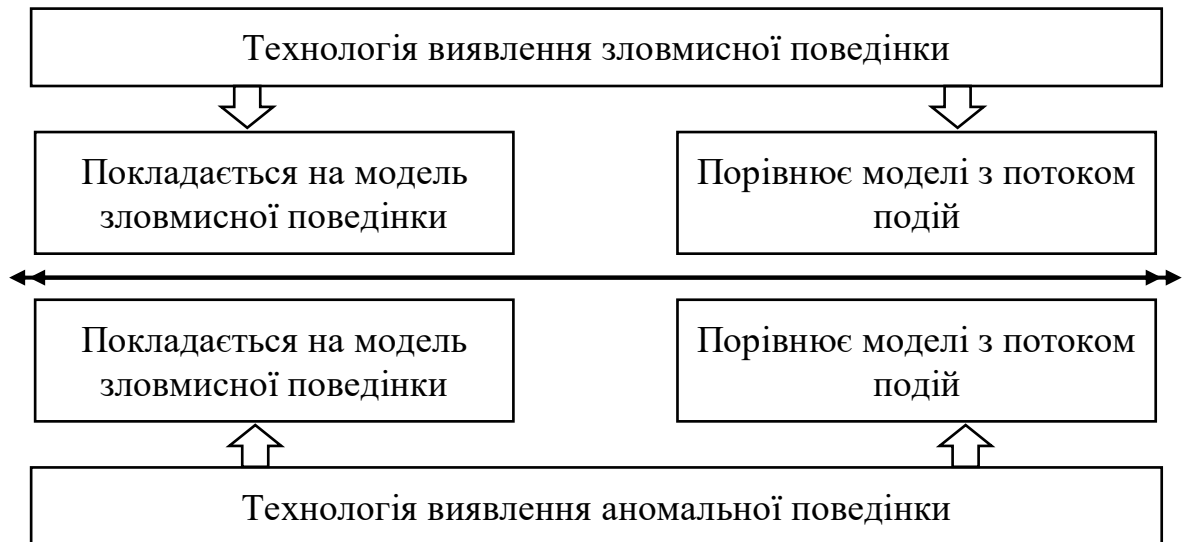 Технологія виявлення зловмисної поведінки
Покладається на модель
зловмисної поведінки
Порівнює моделі з потоком
подій
Покладається на модель
зловмисної поведінки
Порівнює моделі з потоком
подій
Технологія виявлення аномальної поведінки